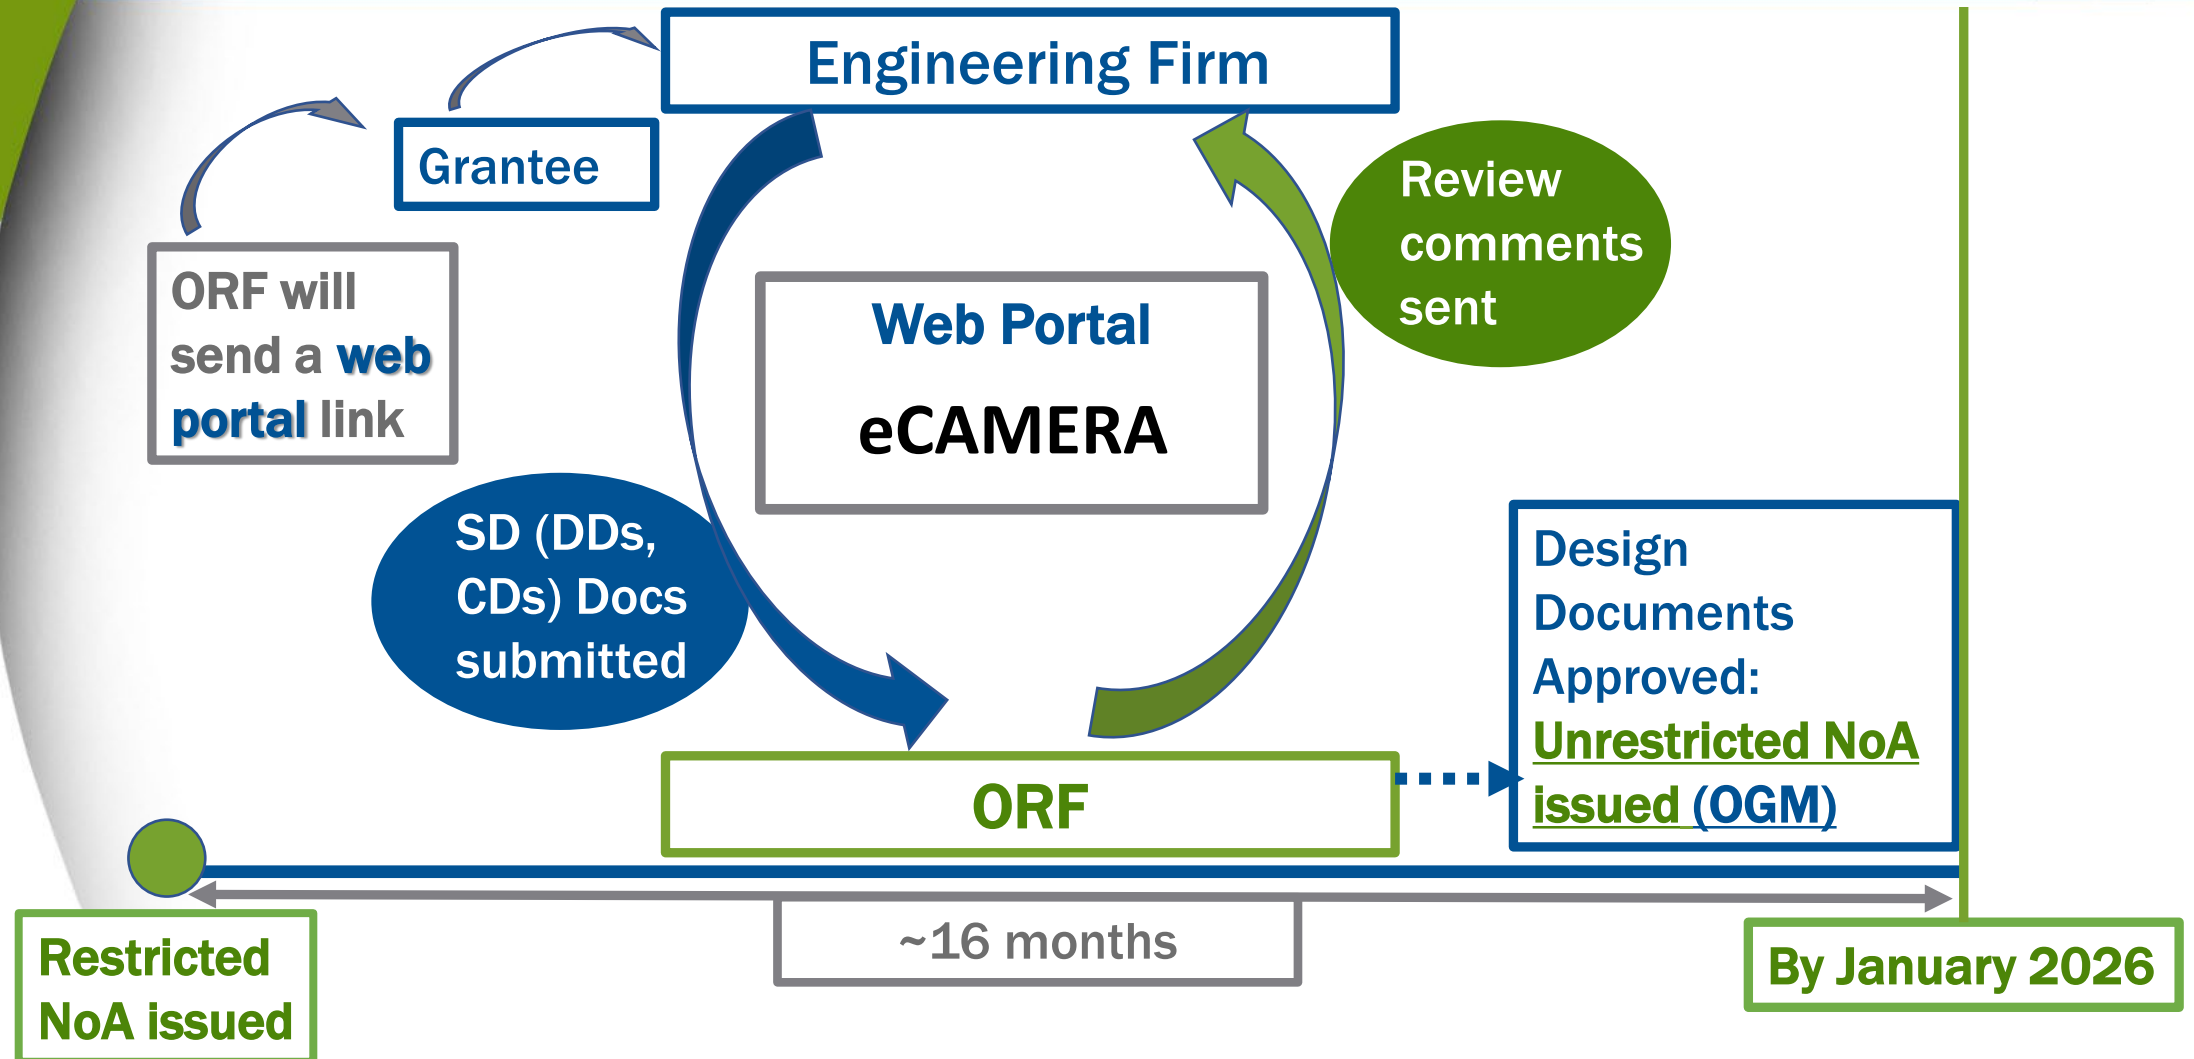 Engineering Firm
Grantee
ORF will
send a web
portal link
Review
comments
sent
Web Portal
eCAMERA
SD (DDs,
CDs) Docs
submitted
Design
Documents
Approved:
Unrestricted NoA
issued (OGM)
ORF
~16 months
Restricted
NoA issued
By January 2026